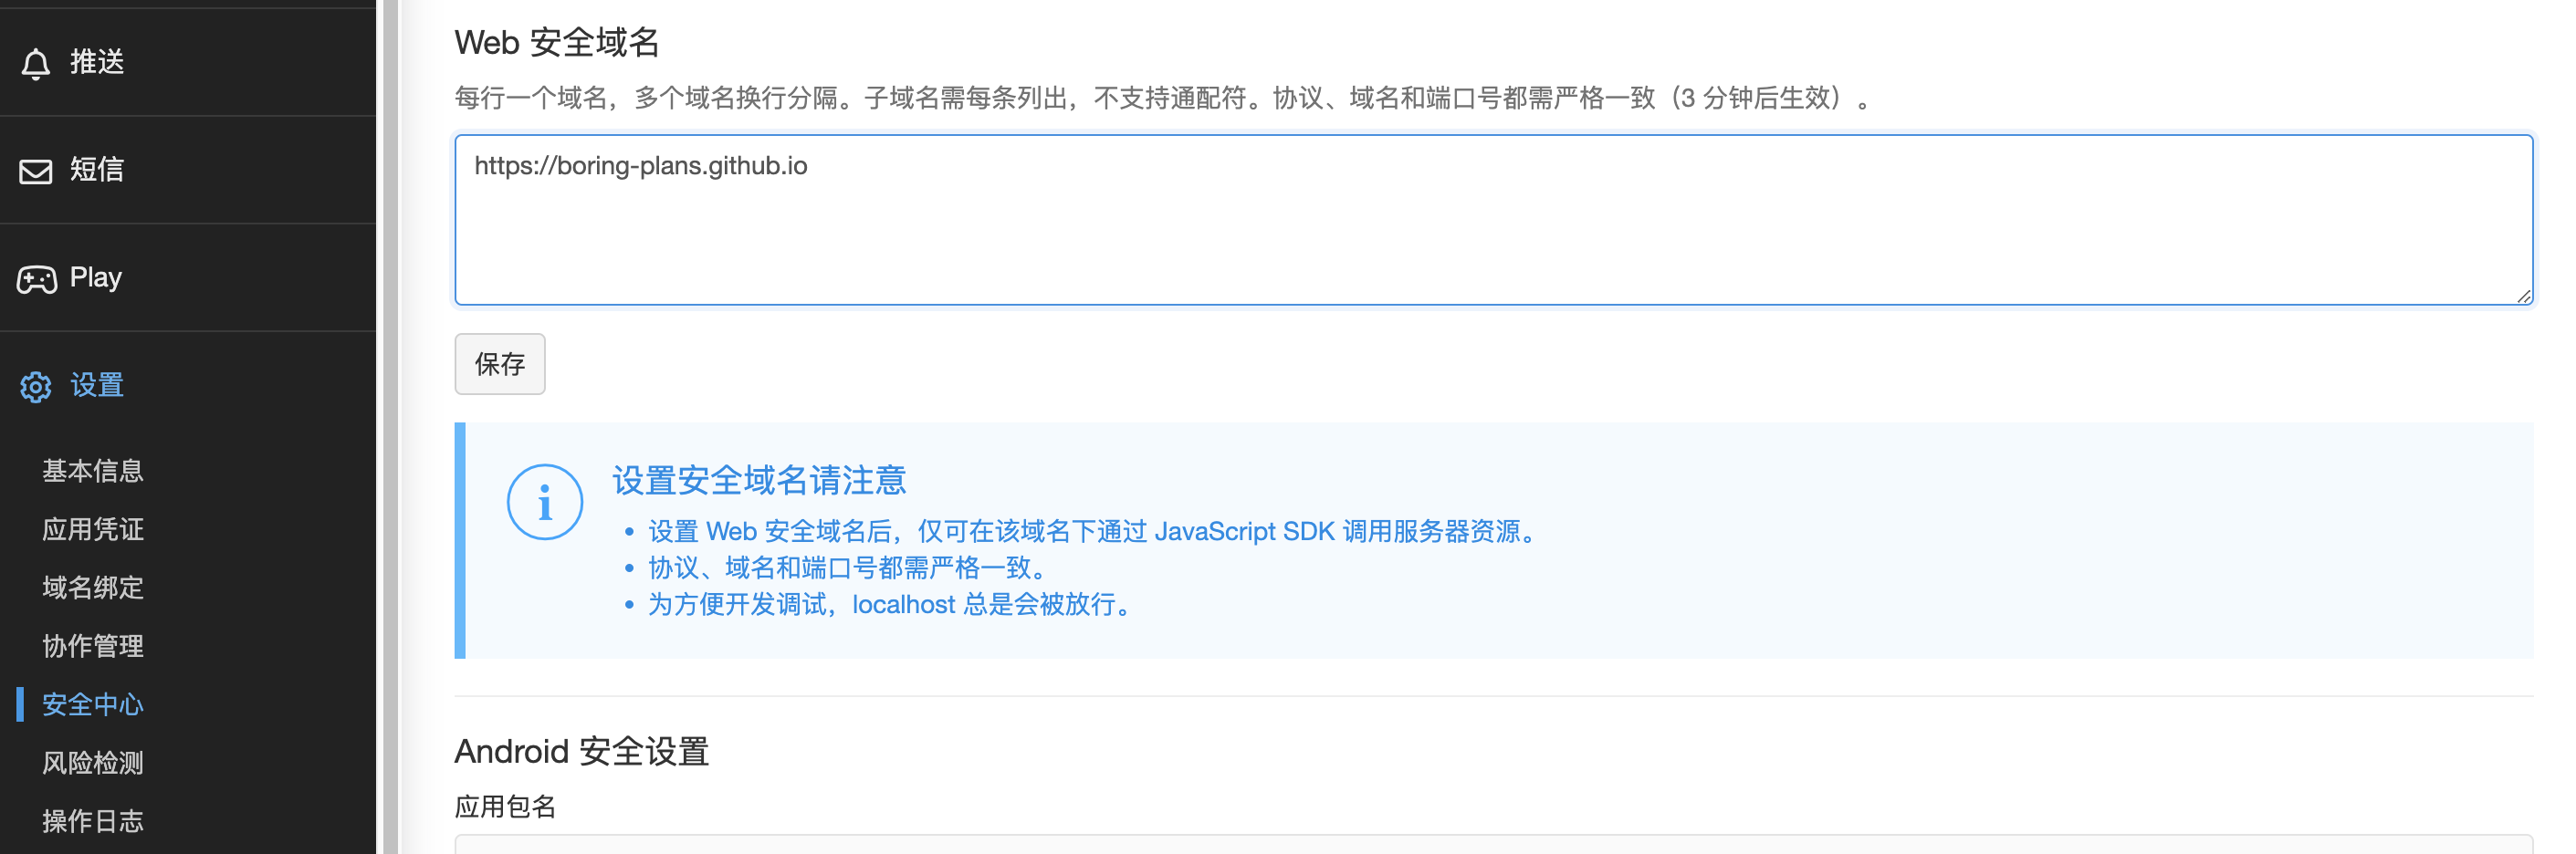 推送
短信
Play
设置
基本信息
应用凭证
域名绑定
协作管理
安全中心
风险检测
操作日志
Web 安全域名
每行一个域名，多个域名换行分隔。子域名需每条列出，不支持通配符。协议、域名和端口号都需严格一致（3 分钟后生效）。
https://boring-plans.github.io
保存
设置安全域名请注意
• 设置 Web 安全域名后，仅可在该域名下通过 JavaScript SDK 调用服务器资源。
• 协议、域名和端口号都需严格一致。
• 为方便开发调试，localhost 总是会被放行。
Android 安全设置
应用包名